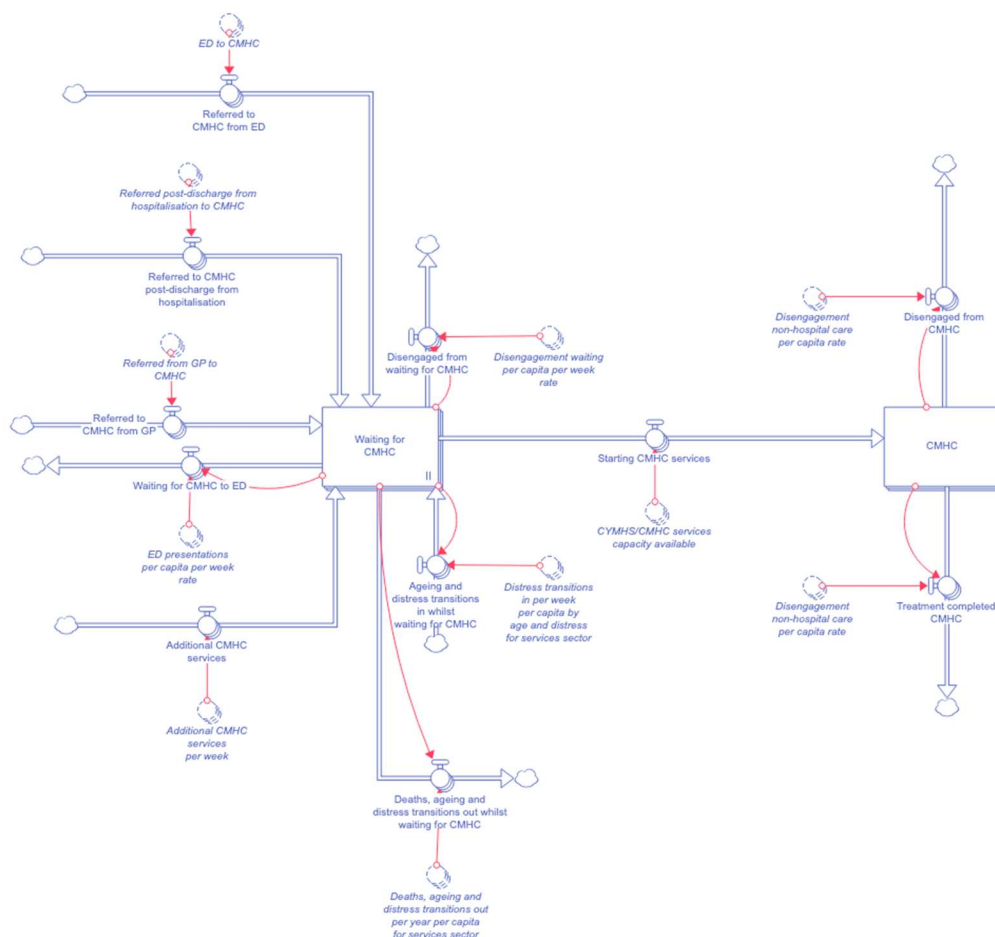 ED to CMHC
Referred to
CMHC from ED
Referred post-discharge from
hospitalisation to CMHC
Referred to CMHC
post-discharge from
hospitalisation
Referred from GP to
CMHC
Referred to
CMHC from GP
Waiting for CMHC to ED
ED presentations
per capita per week
rate
Additional CMHC
services
Additional CMHC
services
per week
Disengaged from
waiting for CMHC
Disengagement waiting
per capita per week
rate
Waiting for
CMHC
Starting CMHC services
CYMHS/CMHC services
capacity available
Ageing and
distress transitions
in whilst
waiting for CMHC
Distress transitions
in per week
per capita by
age and distress
for services sector
Deaths, ageing and
distress transitions out whilst
waiting for CMHC
Deaths, ageing and
distress transitions out
per year per capita
for services sector
Disengagement
non-hospital care
per capita rate
Disengaged from
CMHC
CMHC
Disengagement
non-hospital care
per capita rate
Treatment completed
CMHC